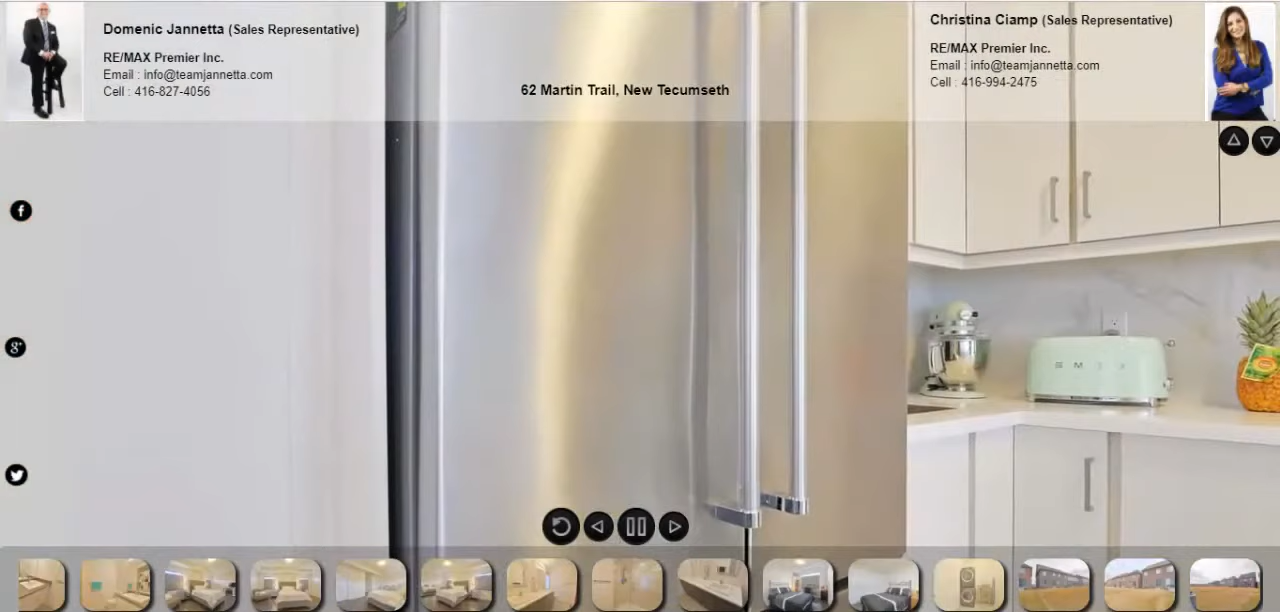 Domenic Jannetta (Sales Representative)
RE/MAX Premier Inc.
Email : info@teamjannetta.com
Cell : 416-827-4056
62 Martin Trail, New Tecumseth
Christina Ciamp (Sales Representative)
RE/MAX Premier Inc.
Email : info@teamjannetta.com
Cell : 416-994-2475
f
g+
SMEG